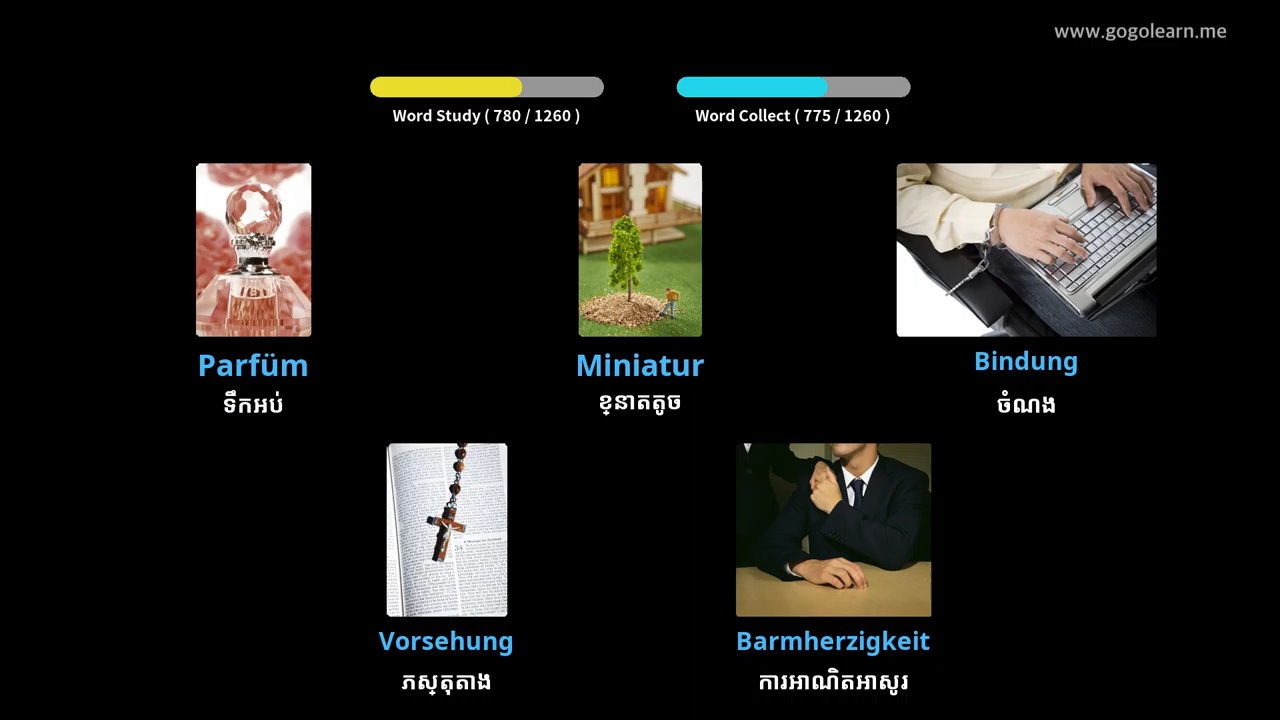 www.gogolearn.me
Word Study ( 780 / 1260 )
Word Collect ( 775 / 1260 )
Parfüm
Miniatur
Bindung
ទឹកអប់
ខ្នាតតូច
ចំណង
Vorsehung
Barmherzigkeit
ភស្តុតាង
ការអាណិតអាសូរ